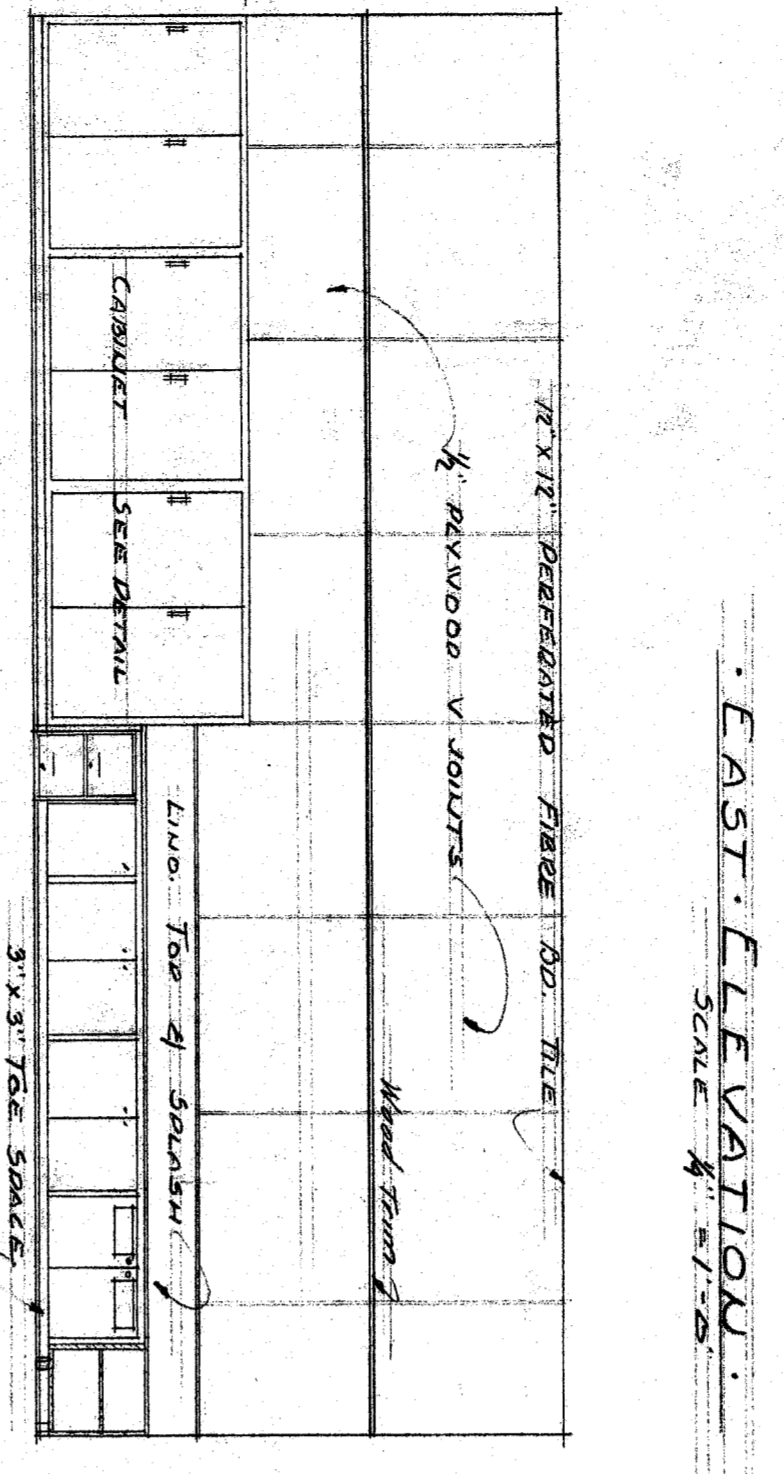 · EAST · ELEVATION ·
SCALE ¼" = 1'-0"
12" X 12" PERFERATED FIBRE BD. TILE
½" PLYWOOD V JOINTS
Wood Trim
CABINET SEE DETAIL
LINO. TOP & SPLASH
3" X 3" TOE SPACE